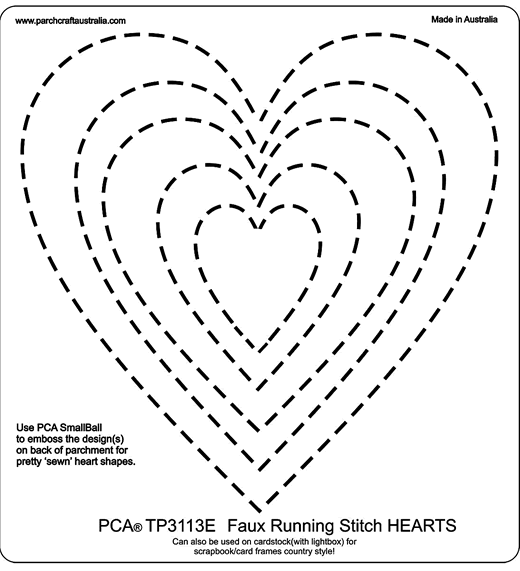 www.parchcraftaustralia.com
Made in Australia
Use PCA SmallBall
to emboss the design(s)
on back of parchment for
pretty 'sewn' heart shapes.
PCA® TP3113E Faux Running Stitch HEARTS
Can also be used on cardstock(with lightbox) for
scrapbook/card frames country style!